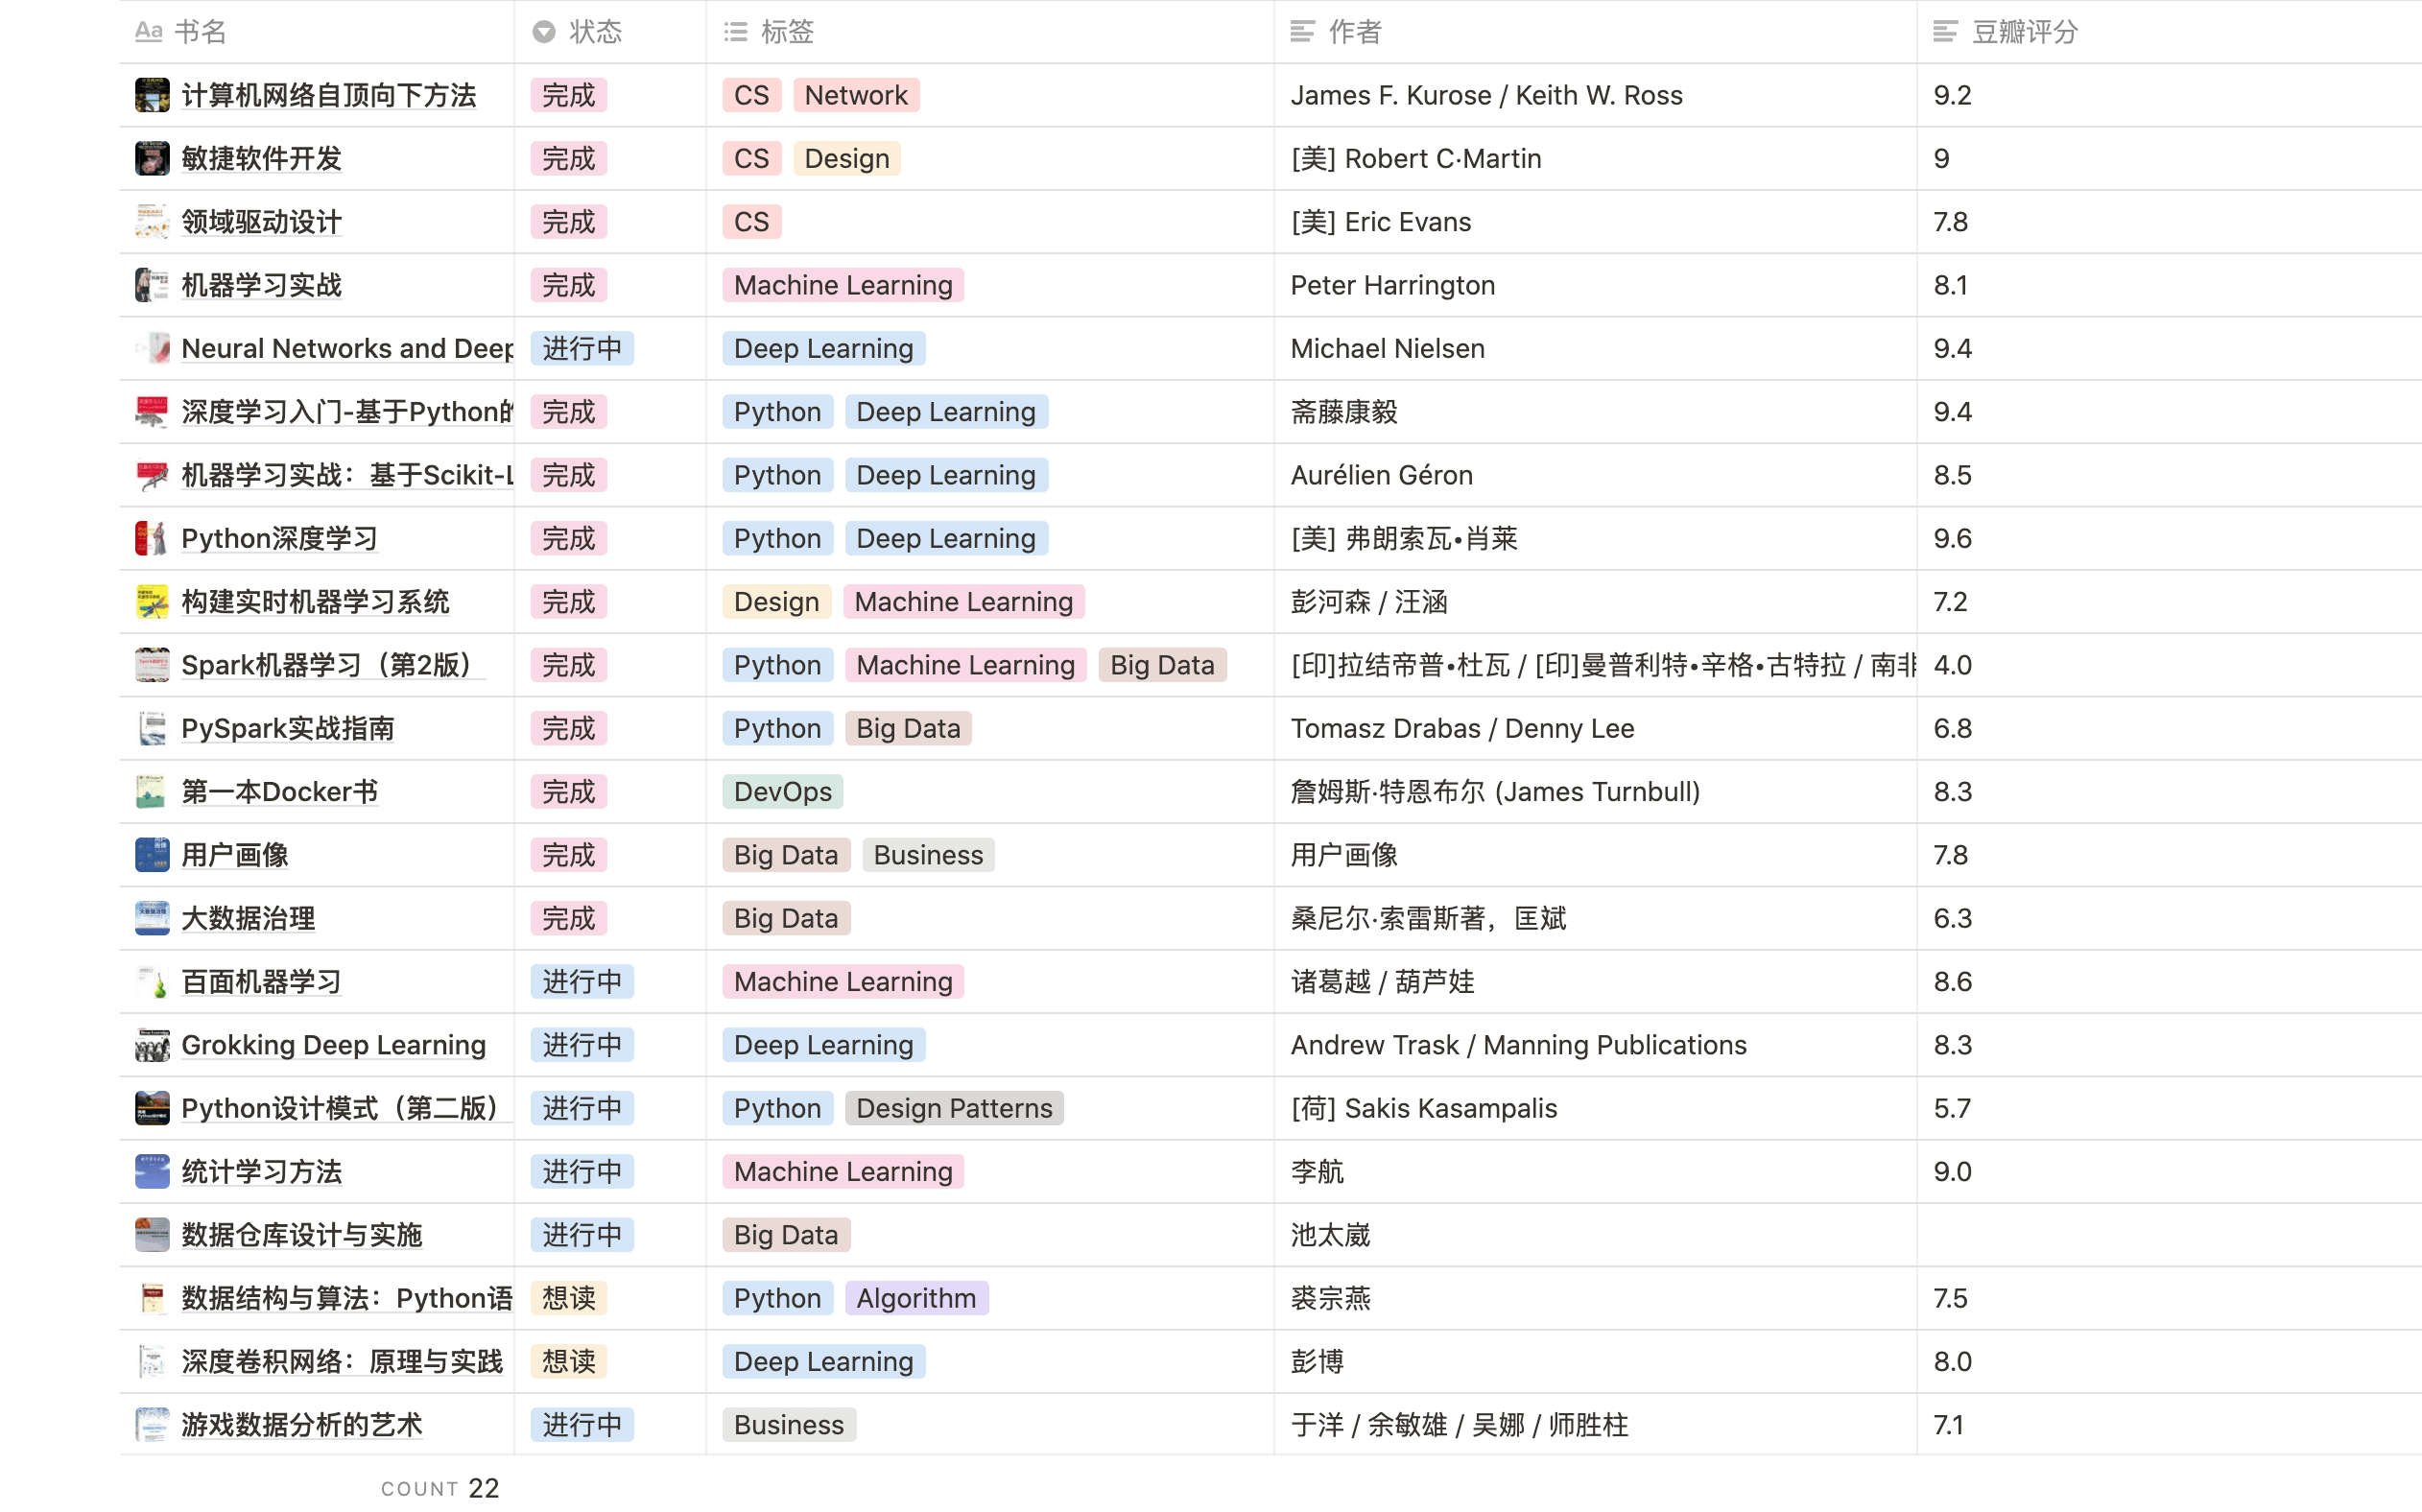 Aa 书名 状态 标签 作者 豆瓣评分
计算机网络自顶向下方法 完成 CS Network James F. Kurose / Keith W. Ross 9.2
敏捷软件开发 完成 CS Design [美] Robert C·Martin 9
领域驱动设计 完成 CS [美] Eric Evans 7.8
机器学习实战 完成 Machine Learning Peter Harrington 8.1
Neural Networks and Deep 进行中 Deep Learning Michael Nielsen 9.4
深度学习入门-基于Python的 完成 Python Deep Learning 斋藤康毅 9.4
机器学习实战：基于Scikit-L 完成 Python Deep Learning Aurélien Géron 8.5
Python深度学习 完成 Python Deep Learning [美] 弗朗索瓦•肖莱 9.6
构建实时机器学习系统 完成 Design Machine Learning 彭河森 / 汪涵 7.2
Spark机器学习（第2版） 完成 Python Machine Learning Big Data [印]拉结帝普•杜瓦 / [印]曼普利特•辛格•古特拉 / 南非 4.0
PySpark实战指南 完成 Python Big Data Tomasz Drabas / Denny Lee 6.8
第一本Docker书 完成 DevOps 詹姆斯·特恩布尔 (James Turnbull) 8.3
用户画像 完成 Big Data Business 用户画像 7.8
大数据治理 完成 Big Data 桑尼尔·索雷斯著，匡斌 6.3
百面机器学习 进行中 Machine Learning 诸葛越 / 葫芦娃 8.6
Grokking Deep Learning 进行中 Deep Learning Andrew Trask / Manning Publications 8.3
Python设计模式（第二版） 进行中 Python Design Patterns [荷] Sakis Kasampalis 5.7
统计学习方法 进行中 Machine Learning 李航 9.0
数据仓库设计与实施 进行中 Big Data 池太崴
数据结构与算法：Python语 想读 Python Algorithm 裘宗燕 7.5
深度卷积网络：原理与实践 想读 Deep Learning 彭博 8.0
游戏数据分析的艺术 进行中 Business 于洋 / 余敏雄 / 吴娜 / 师胜柱 7.1
COUNT 22